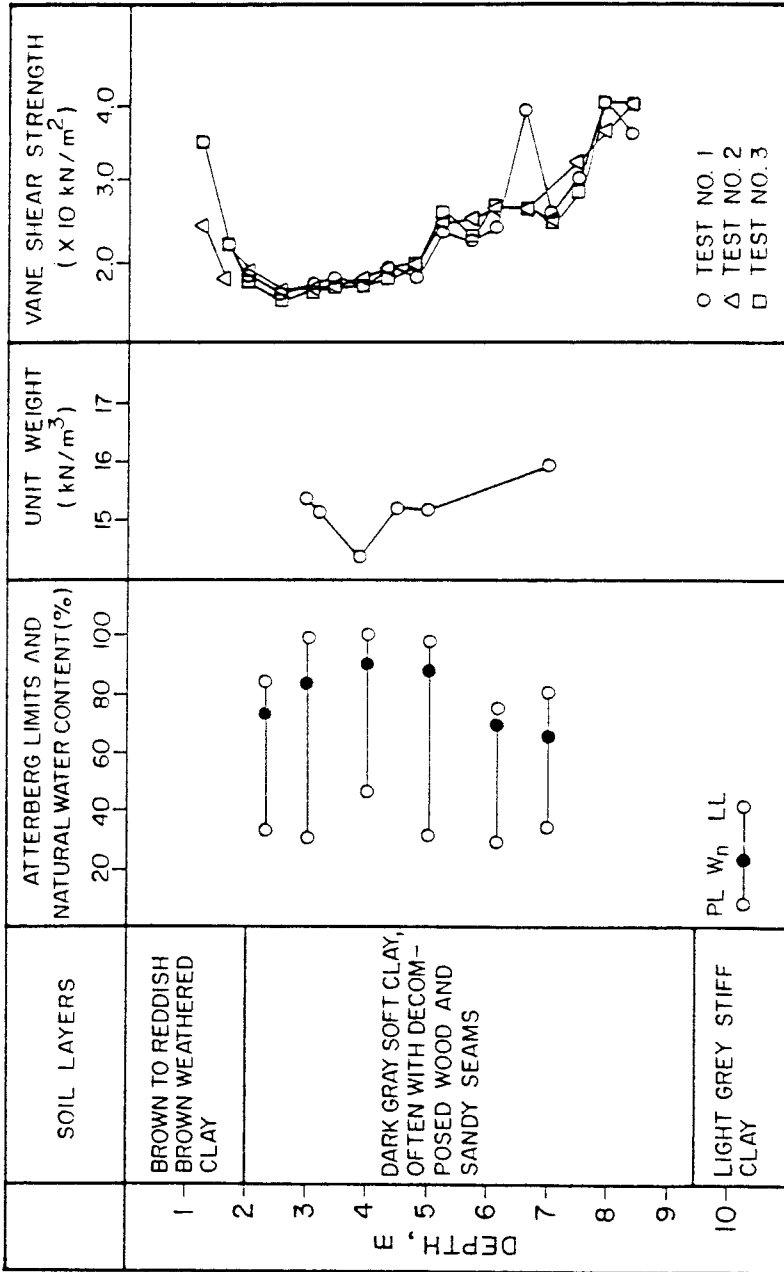 DEPTH, m
1
2
3
4
5
6
7
8
9
10
SOIL LAYERS
BROWN TO REDDISH
BROWN WEATHERED
CLAY
DARK GRAY SOFT CLAY,
OFTEN WITH DECOM-
POSED WOOD AND
SANDY SEAMS
LIGHT GREY STIFF
CLAY
ATTERBERG LIMITS AND
NATURAL WATER CONTENT(%)
20 40 60 80 100
PL Wn LL
UNIT WEIGHT
(kN/m³)
15 16 17
VANE SHEAR STRENGTH
(X 10 kN/m²)
2.0 3.0 4.0
TEST NO. 1
TEST NO. 2
TEST NO. 3